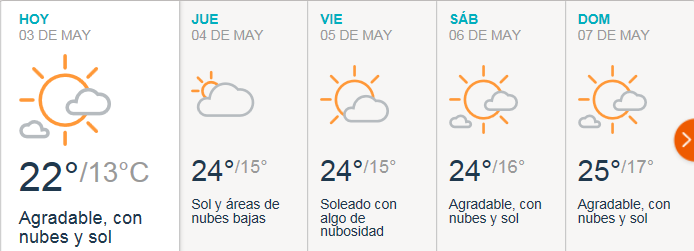 HOY
03 DE MAY
22°/13°C
Agradable, con
nubes y sol
JUE
04 DE MAY
24°/15°
Sol y áreas de
nubes bajas
VIE
05 DE MAY
24°/15°
Soleado con
algo de
nubosidad
SÁB
06 DE MAY
24°/16°
Agradable, con
nubes y sol
DOM
07 DE MAY
25°/17°
Agradable, con
nubes y sol